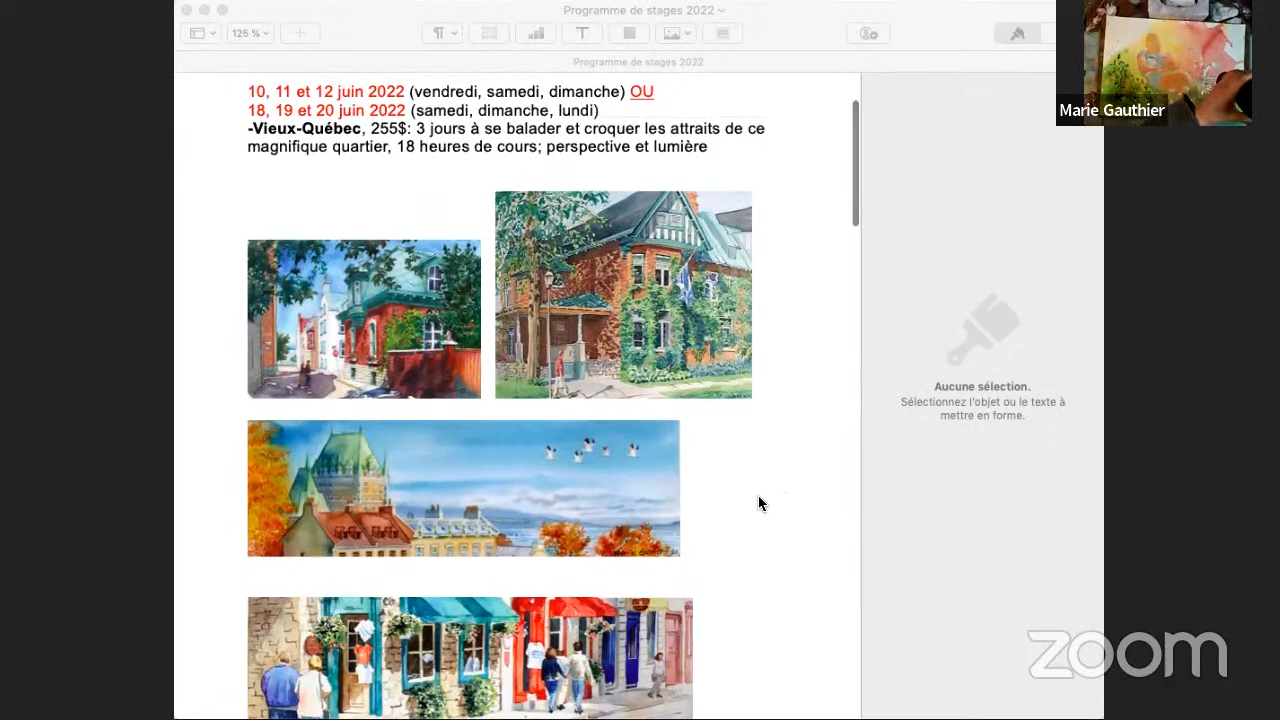 Programme de stages 2022
125 %
Programme de stages 2022
10, 11 et 12 juin 2022 (vendredi, samedi, dimanche) OU
18, 19 et 20 juin 2022 (samedi, dimanche, lundi)
-Vieux-Québec, 255$: 3 jours à se balader et croquer les attraits de ce
magnifique quartier, 18 heures de cours; perspective et lumière
Marie Gauthier
Aucune sélection.
Sélectionnez l'objet ou le texte à
mettre en forme.
zoom